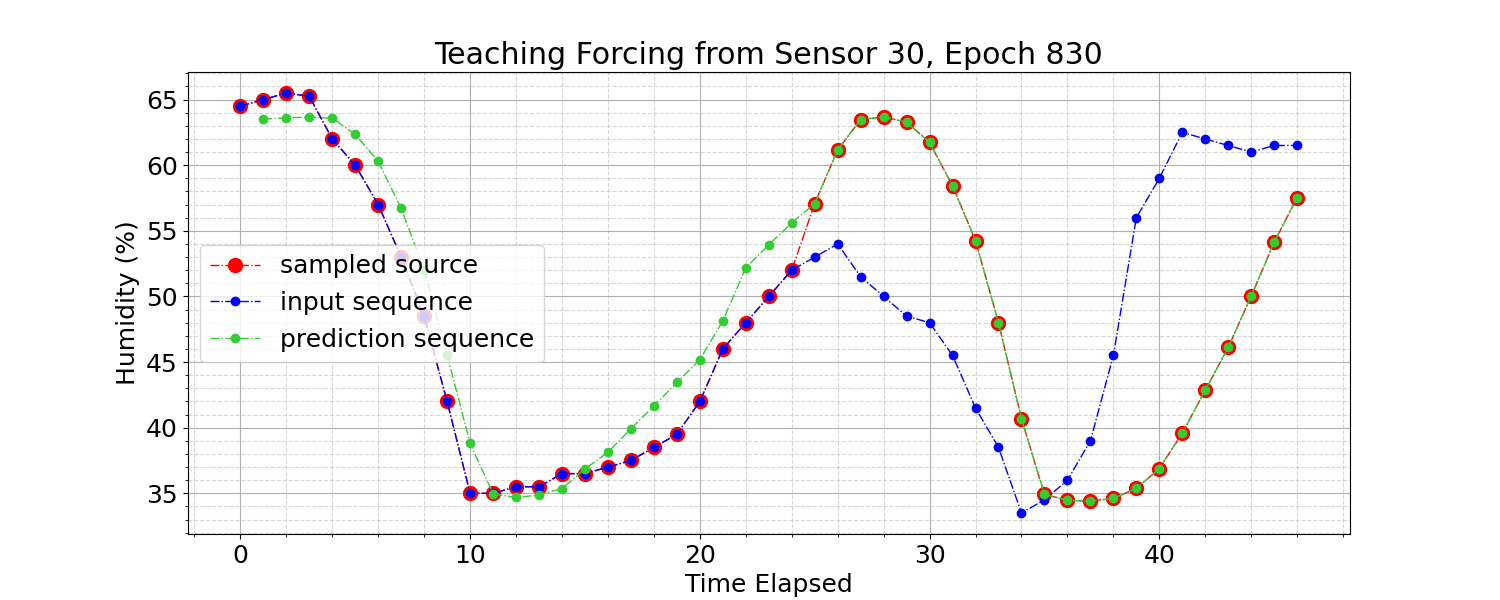 Teaching Forcing from Sensor 30, Epoch 830
Humidity (%)
65
60
55
50
45
40
35
sampled source
input sequence
prediction sequence
0 10 20 30 40
Time Elapsed